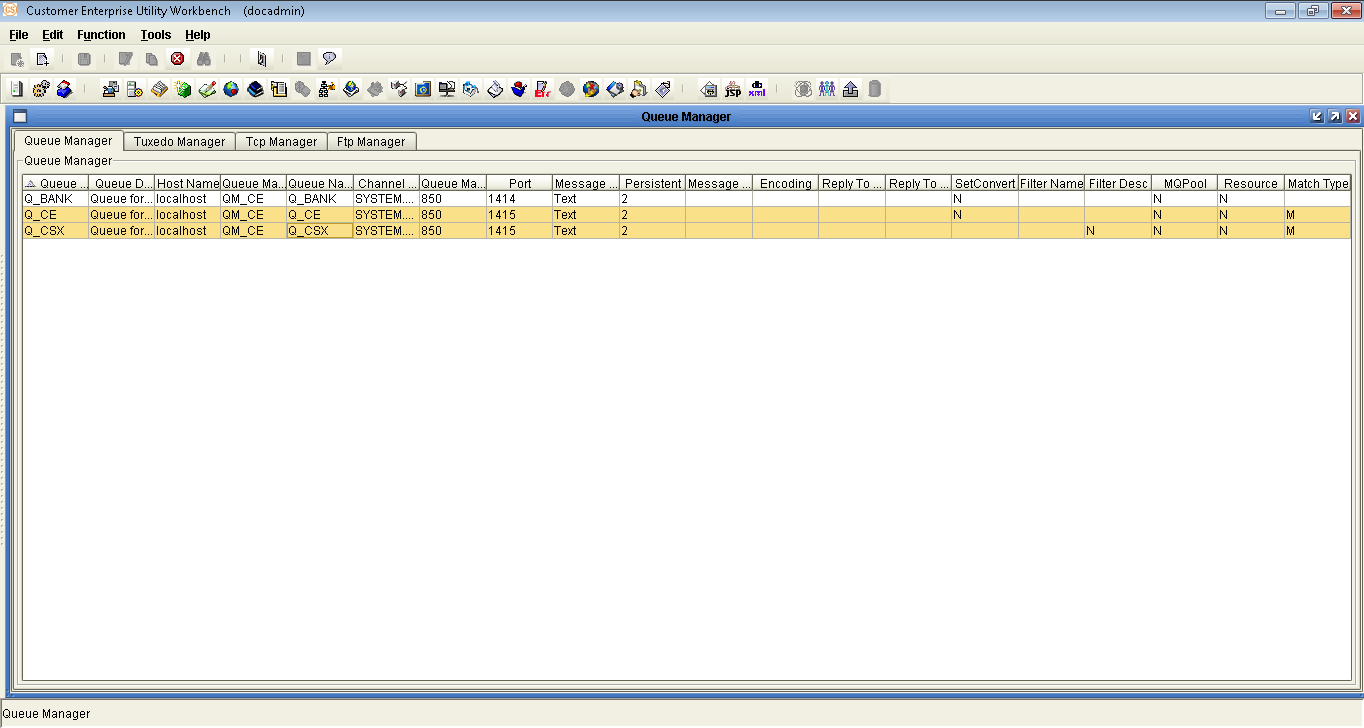 CS Customer Enterprise Utility Workbench (docadmin)
File Edit Function Tools Help
jsp xml
Queue Manager
Queue Manager Tuxedo Manager Tcp Manager Ftp Manager
Queue Manager
Queue ... Queue D... Host Name Queue Ma... Queue Na... Channel ... Queue Ma... Port Message ... Persistent Message ... Encoding Reply To ... Reply To ... SetConvert Filter Name Filter Desc MQPool Resource Match Type
Q_BANK Queue for... localhost QM_CE Q_BANK SYSTEM.... 850 1414 Text 2 N N N
Q_CE Queue for... localhost QM_CE Q_CE SYSTEM.... 850 1415 Text 2 N N N M
Q_CSX Queue for... localhost QM_CE Q_CSX SYSTEM.... 850 1415 Text 2 N N N M
Queue Manager